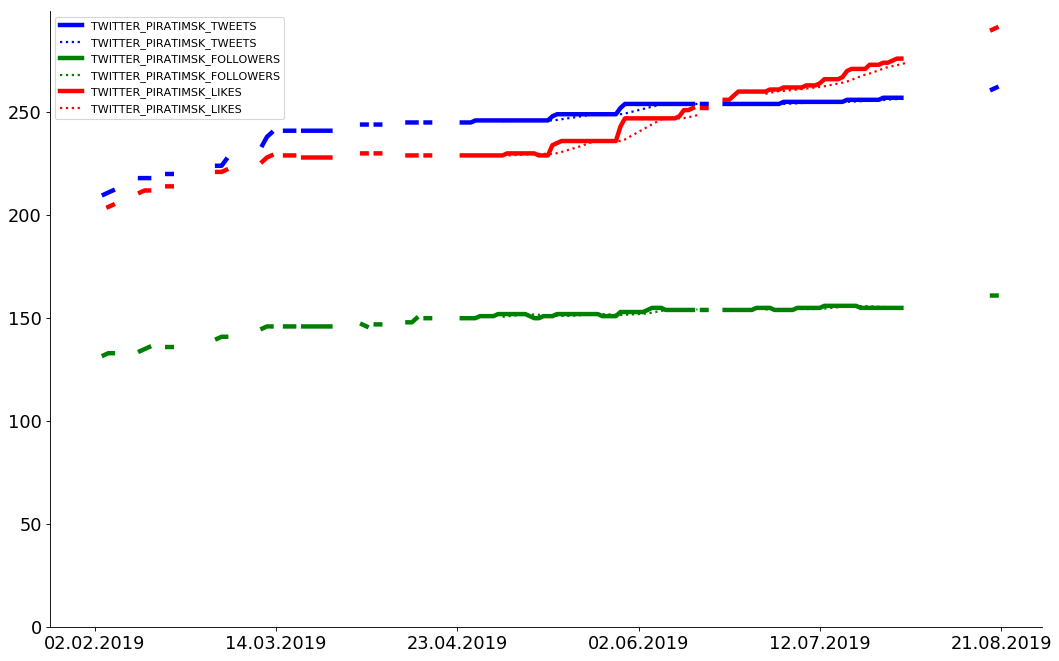 TWITTER_PIRATIMSK_TWEETS
TWITTER_PIRATIMSK_TWEETS
TWITTER_PIRATIMSK_FOLLOWERS
TWITTER_PIRATIMSK_FOLLOWERS
TWITTER_PIRATIMSK_LIKES
TWITTER_PIRATIMSK_LIKES
250
200
150
100
50
0
02.02.2019 14.03.2019 23.04.2019 02.06.2019 12.07.2019 21.08.2019